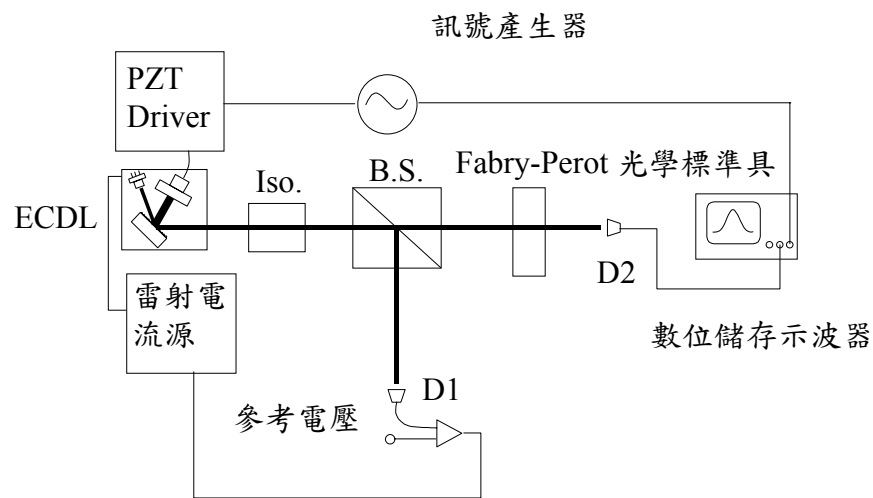 訊號產生器
PZT
Driver
Fabry-Perot 光學標準具
B.S.
Iso.
ECDL
D2
雷射電
流源
數位儲存示波器
D1
參考電壓